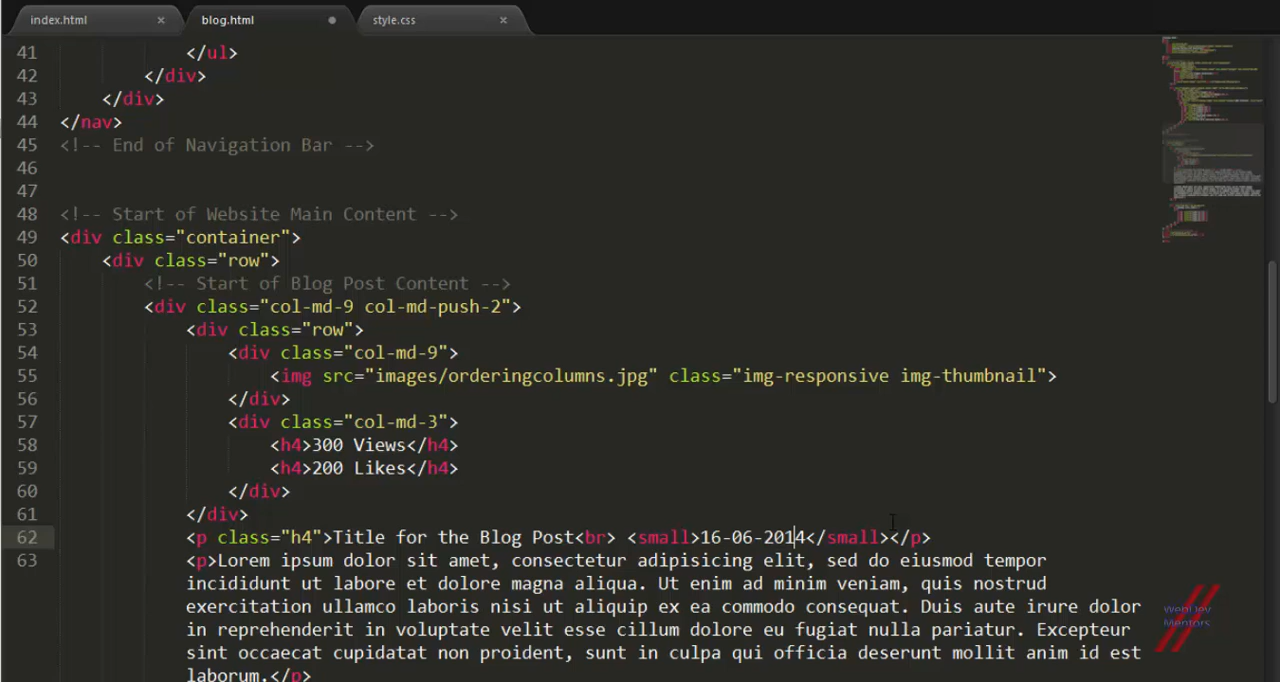 index.html × blog.html style.css ×
41 </ul>
42 </div>
43 </div>
44 </nav>
45 <!-- End of Navigation Bar -->
46
47
48 <!-- Start of Website Main Content -->
49 <div class="container">
50 <div class="row">
51 <!-- Start of Blog Post Content -->
52 <div class="col-md-9 col-md-push-2">
53 <div class="row">
54 <div class="col-md-9">
55 <img src="images/orderingcolumns.jpg" class="img-responsive img-thumbnail">
56 </div>
57 <div class="col-md-3">
58 <h4>300 Views</h4>
59 <h4>200 Likes</h4>
60 </div>
61 </div>
62 <p class="h4">Title for the Blog Post<br> <small>16-06-2014</small></p>
63 <p>Lorem ipsum dolor sit amet, consectetur adipisicing elit, sed do eiusmod tempor
incididunt ut labore et dolore magna aliqua. Ut enim ad minim veniam, quis nostrud
exercitation ullamco laboris nisi ut aliquip ex ea commodo consequat. Duis aute irure dolor
in reprehenderit in voluptate velit esse cillum dolore eu fugiat nulla pariatur. Excepteur
sint occaecat cupidatat non proident, sunt in culpa qui officia deserunt mollit anim id est
laborum.</p>
WebDev
Mentors